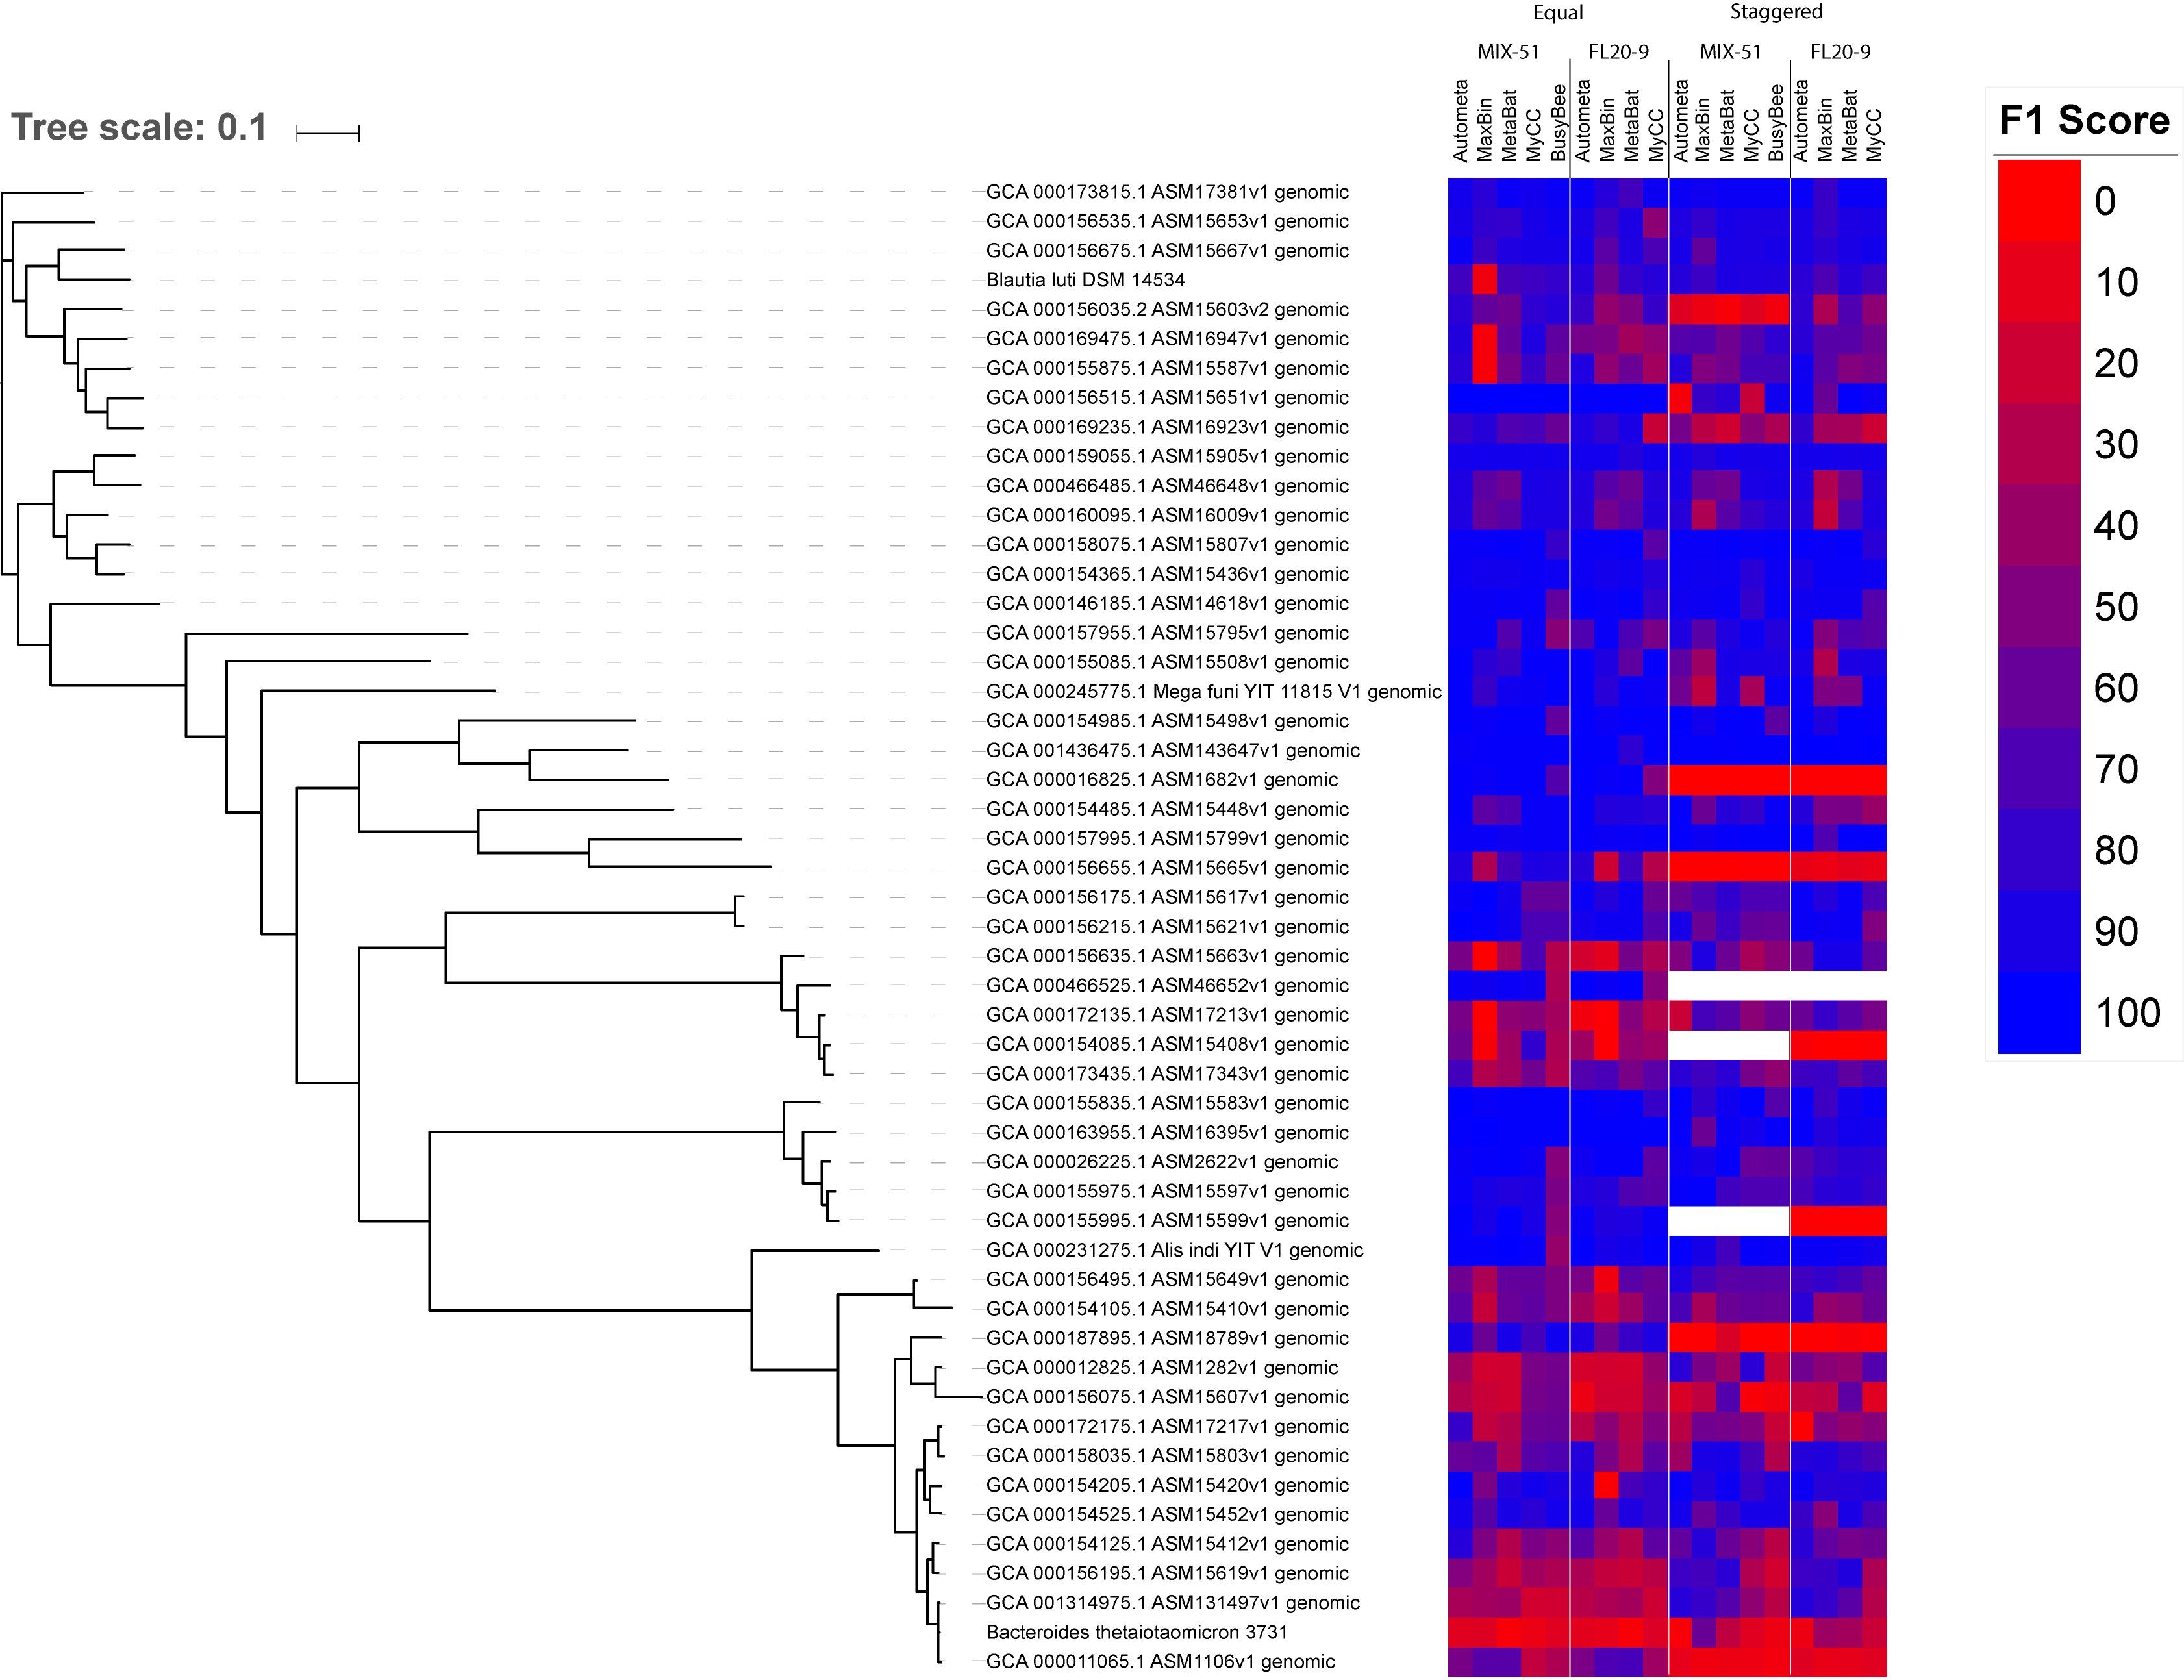 Equal Staggered
MIX-51 FL20-9 MIX-51 FL20-9
Autometa MaxBin MetaBat MyCC BusyBee Autometa MaxBin MetaBat MyCC Autometa MaxBin MetaBat MyCC BusyBee Autometa MaxBin MetaBat MyCC
Tree scale: 0.1
GCA 000173815.1 ASM17381v1 genomic
GCA 000156535.1 ASM15653v1 genomic
GCA 000156675.1 ASM15667v1 genomic
Blautia luti DSM 14534
GCA 000156035.2 ASM15603v2 genomic
GCA 000169475.1 ASM16947v1 genomic
GCA 000155875.1 ASM15587v1 genomic
GCA 000156515.1 ASM15651v1 genomic
GCA 000169235.1 ASM16923v1 genomic
GCA 000159055.1 ASM15905v1 genomic
GCA 000466485.1 ASM46648v1 genomic
GCA 000160095.1 ASM16009v1 genomic
GCA 000158075.1 ASM15807v1 genomic
GCA 000154365.1 ASM15436v1 genomic
GCA 000146185.1 ASM14618v1 genomic
GCA 000157955.1 ASM15795v1 genomic
GCA 000155085.1 ASM15508v1 genomic
GCA 000245775.1 Mega funi YIT 11815 V1 genomic
GCA 000154985.1 ASM15498v1 genomic
GCA 001436475.1 ASM143647v1 genomic
GCA 000016825.1 ASM1682v1 genomic
GCA 000154485.1 ASM15448v1 genomic
GCA 000157995.1 ASM15799v1 genomic
GCA 000156655.1 ASM15665v1 genomic
GCA 000156175.1 ASM15617v1 genomic
GCA 000156215.1 ASM15621v1 genomic
GCA 000156635.1 ASM15663v1 genomic
GCA 000466525.1 ASM46652v1 genomic
GCA 000172135.1 ASM17213v1 genomic
GCA 000154085.1 ASM15408v1 genomic
GCA 000173435.1 ASM17343v1 genomic
GCA 000155835.1 ASM15583v1 genomic
GCA 000163955.1 ASM16395v1 genomic
GCA 000026225.1 ASM2622v1 genomic
GCA 000155975.1 ASM15597v1 genomic
GCA 000155995.1 ASM15599v1 genomic
GCA 000231275.1 Alis indi YIT V1 genomic
GCA 000156495.1 ASM15649v1 genomic
GCA 000154105.1 ASM15410v1 genomic
GCA 000187895.1 ASM18789v1 genomic
GCA 000012825.1 ASM1282v1 genomic
GCA 000156075.1 ASM15607v1 genomic
GCA 000172175.1 ASM17217v1 genomic
GCA 000158035.1 ASM15803v1 genomic
GCA 000154205.1 ASM15420v1 genomic
GCA 000154525.1 ASM15452v1 genomic
GCA 000154125.1 ASM15412v1 genomic
GCA 000156195.1 ASM15619v1 genomic
GCA 001314975.1 ASM131497v1 genomic
Bacteroides thetaiotaomicron 3731
GCA 000011065.1 ASM1106v1 genomic
F1 Score
0
10
20
30
40
50
60
70
80
90
100